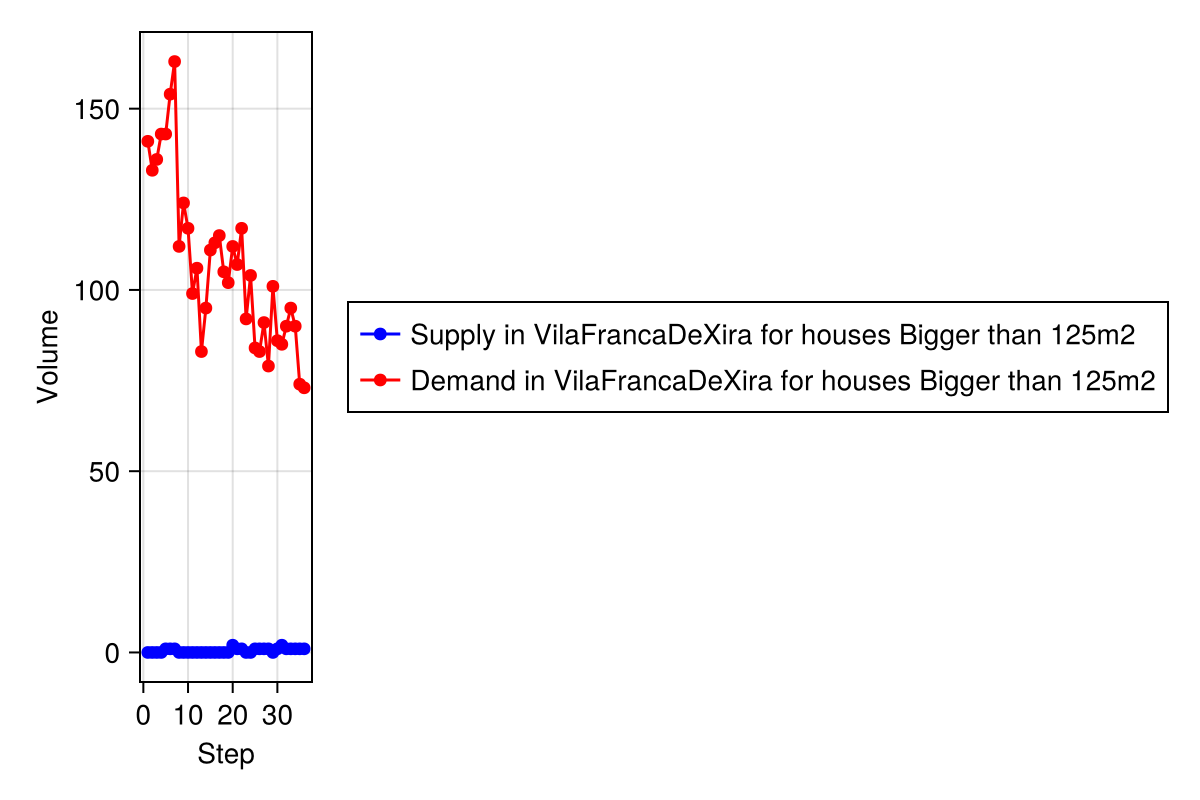 150
100
50
0
Volume
0 10 20 30
Step
Supply in VilaFrancaDeXira for houses Bigger than 125m2
Demand in VilaFrancaDeXira for houses Bigger than 125m2